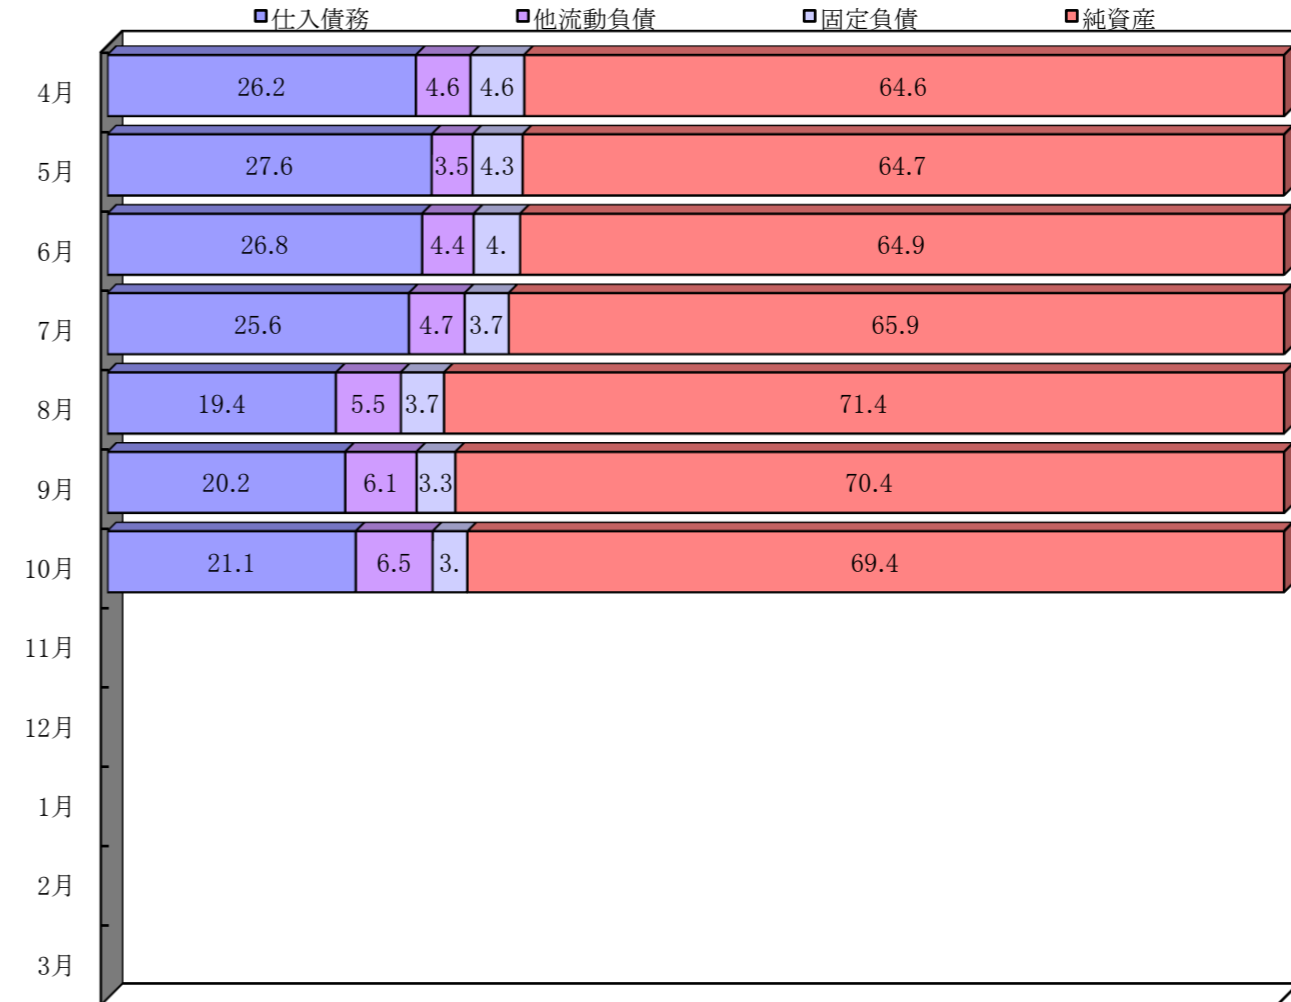 仕入債務 他流動負債 固定負債 純資産
4月 26.2 4.6 4.6 64.6
5月 27.6 3.5 4.3 64.7
6月 26.8 4.4 4. 64.9
7月 25.6 4.7 3.7 65.9
8月 19.4 5.5 3.7 71.4
9月 20.2 6.1 3.3 70.4
10月 21.1 6.5 3. 69.4
11月
12月
1月
2月
3月